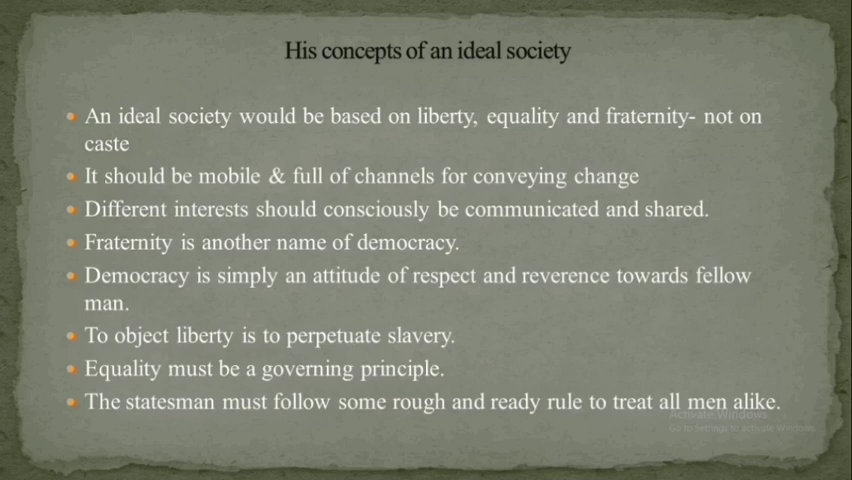 His concepts of an ideal society
• An ideal society would be based on liberty, equality and fraternity- not on
caste
• It should be mobile & full of channels for conveying change
• Different interests should consciously be communicated and shared.
• Fraternity is another name of democracy.
• Democracy is simply an attitude of respect and reverence towards fellow
man.
• To object liberty is to perpetuate slavery.
• Equality must be a governing principle.
• The statesman must follow some rough and ready rule to treat all men alike.
Activate Windows
Go to Settings to activate Windows.